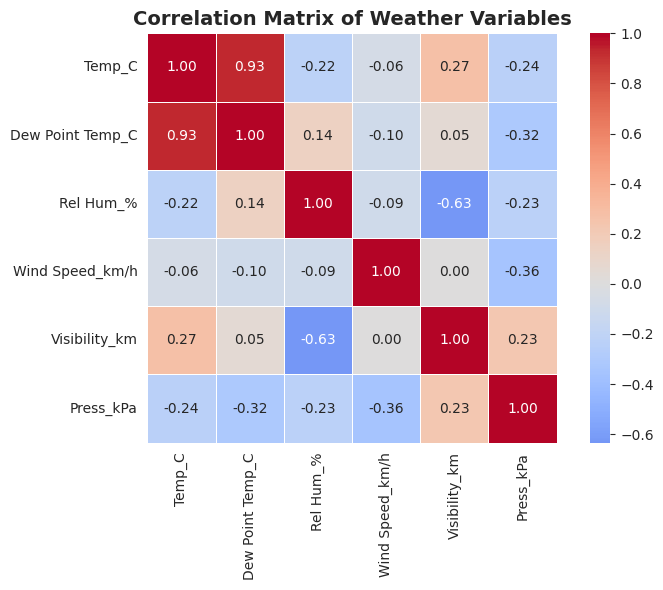 Correlation Matrix of Weather Variables
Temp_C 1.00 0.93 -0.22 -0.06 0.27 -0.24
Dew Point Temp_C 0.93 1.00 0.14 -0.10 0.05 -0.32
Rel Hum_% -0.22 0.14 1.00 -0.09 -0.63 -0.23
Wind Speed_km/h -0.06 -0.10 -0.09 1.00 0.00 -0.36
Visibility_km 0.27 0.05 -0.63 0.00 1.00 0.23
Press_kPa -0.24 -0.32 -0.23 -0.36 0.23 1.00
Temp_C
Dew Point Temp_C
Rel Hum_%
Wind Speed_km/h
Visibility_km
Press_kPa
1.0
0.8
0.6
0.4
0.2
0.0
−0.2
−0.4
−0.6